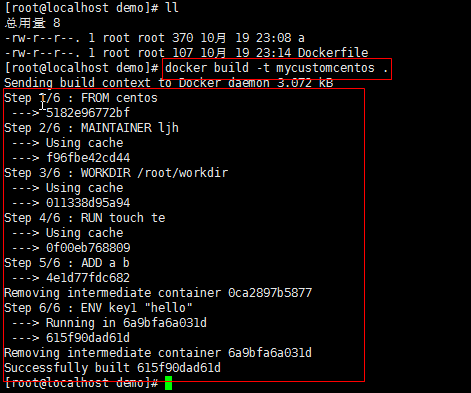 [root@localhost demo]# ll
总用量 8
-rw-r--r--. 1 root root 370 10月 19 23:08 a
-rw-r--r--. 1 root root 107 10月 19 23:14 Dockerfile
[root@localhost demo]# docker build -t mycustomcentos .
Sending build context to Docker daemon 3.072 kB
Step 1/6 : FROM centos
 ---> 5182e96772bf
Step 2/6 : MAINTAINER ljh
 ---> Using cache
 ---> f96fbe42cd44
Step 3/6 : WORKDIR /root/workdir
 ---> Using cache
 ---> 011338d95a94
Step 4/6 : RUN touch te
 ---> Using cache
 ---> 0f00eb768809
Step 5/6 : ADD a b
 ---> 4e1d77fdc682
Removing intermediate container 0ca2897b5877
Step 6/6 : ENV key1 "hello"
 ---> Running in 6a9bfa6a031d
 ---> 615f90dad61d
Removing intermediate container 6a9bfa6a031d
Successfully built 615f90dad61d
[root@localhost demo]#